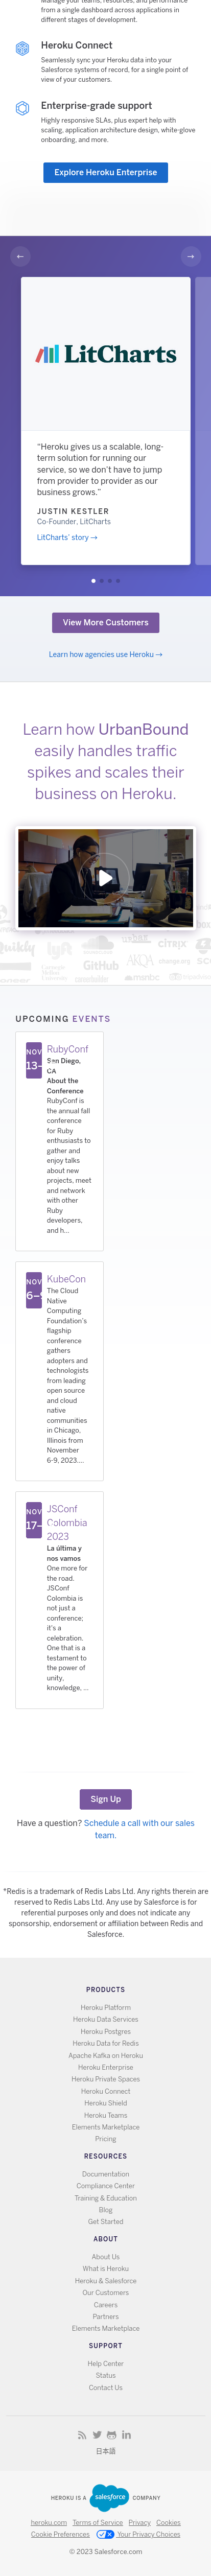 Manage your teams, resources, and performance
from a single dashboard across applications in
different stages of development.
Heroku Connect
Seamlessly sync your Heroku data into your
Salesforce systems of record, for a single point of
view of your customers.
Enterprise-grade support
Highly responsive SLAs, plus expert help with
scaling, application architecture design, white-glove
onboarding, and more.
Explore Heroku Enterprise
← →
LitCharts
“Heroku gives us a scalable, long-
term solution for running our
service, so we don’t have to jump
from provider to provider as our
business grows.”
JUSTIN KESTLER
Co-Founder, LitCharts
LitCharts’ story →
View More Customers
Learn how agencies use Heroku →
Learn how UrbanBound
easily handles traffic
spikes and scales their
business on Heroku.
lyft
citrix
GitHub
change.org
UPCOMING EVENTS
NOV
13–
RubyConf
San Diego,
CA
About the
Conference
RubyConf is
the annual fall
conference
for Ruby
enthusiasts to
gather and
enjoy talks
about new
projects, meet
and network
with other
Ruby
developers,
and h...
NOV
6–9
KubeCon
The Cloud
Native
Computing
Foundation’s
flagship
conference
gathers
adopters and
technologists
from leading
open source
and cloud
native
communities
in Chicago,
Illinois from
November
6-9, 2023....
NOV
17–
JSConf
Colombia
2023
La última y
nos vamos
One more for
the road.
JSConf
Colombia is
not just a
conference;
it’s a
celebration.
One that is a
testament to
the power of
unity,
knowledge, ...
Sign Up
Have a question? Schedule a call with our sales
team.
*Redis is a trademark of Redis Labs Ltd. Any rights therein are
reserved to Redis Labs Ltd. Any use by Salesforce is for
referential purposes only and does not indicate any
sponsorship, endorsement or affiliation between Redis and
Salesforce.
PRODUCTS
Heroku Platform
Heroku Data Services
Heroku Postgres
Heroku Data for Redis
Apache Kafka on Heroku
Heroku Enterprise
Heroku Private Spaces
Heroku Connect
Heroku Shield
Heroku Teams
Elements Marketplace
Pricing
RESOURCES
Documentation
Compliance Center
Training & Education
Blog
Get Started
ABOUT
About Us
What is Heroku
Heroku & Salesforce
Our Customers
Careers
Partners
Elements Marketplace
SUPPORT
Help Center
Status
Contact Us
日本語
HEROKU IS A salesforce COMPANY
heroku.com Terms of Service Privacy Cookies
Cookie Preferences Your Privacy Choices
© 2023 Salesforce.com